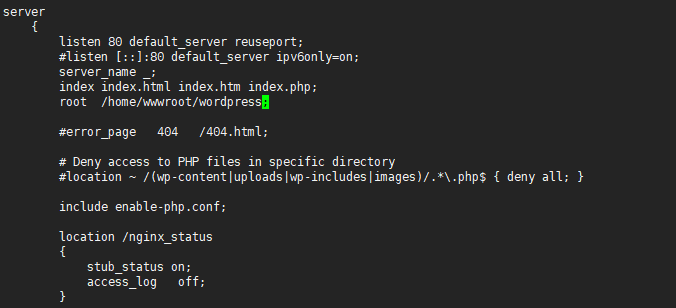 server
{
listen 80 default_server reuseport;
#listen [::]:80 default_server ipv6only=on;
server_name _;
index index.html index.htm index.php;
root  /home/wwwroot/wordpress;
#error_page   404   /404.html;
# Deny access to PHP files in specific directory
#location ~ /(wp-content|uploads|wp-includes|images)/.*\.php$ { deny all; }
include enable-php.conf;
location /nginx_status
{
stub_status on;
access_log   off;
}